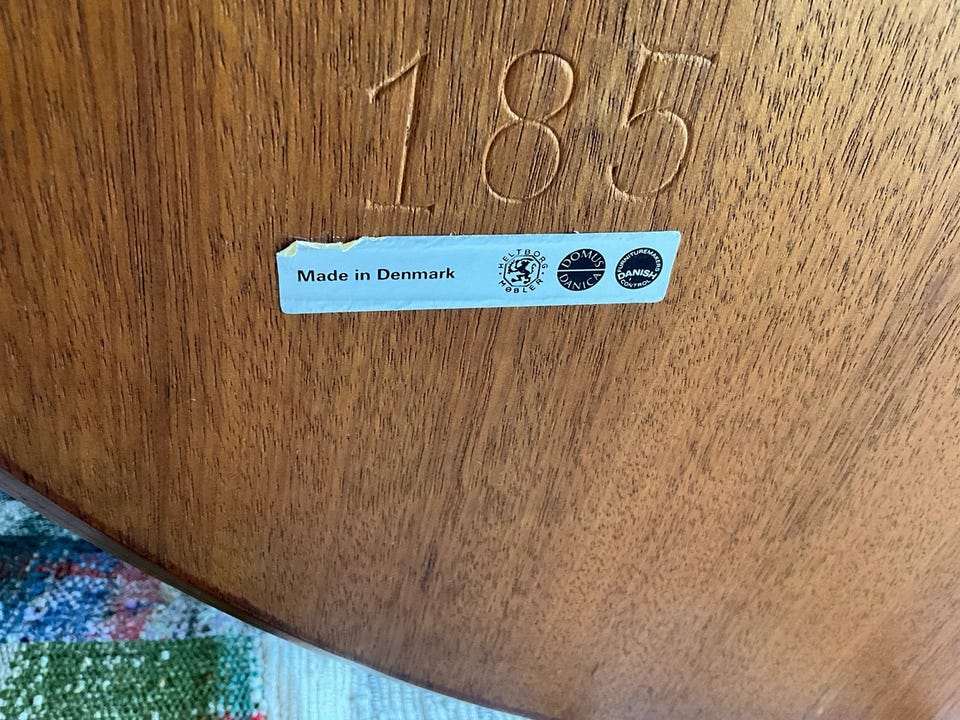 185
Made in Denmark
HELTBORG
MØBLER
DOMUS
DANICA
FURNITUREMAKERS
DANISH
CONTROL